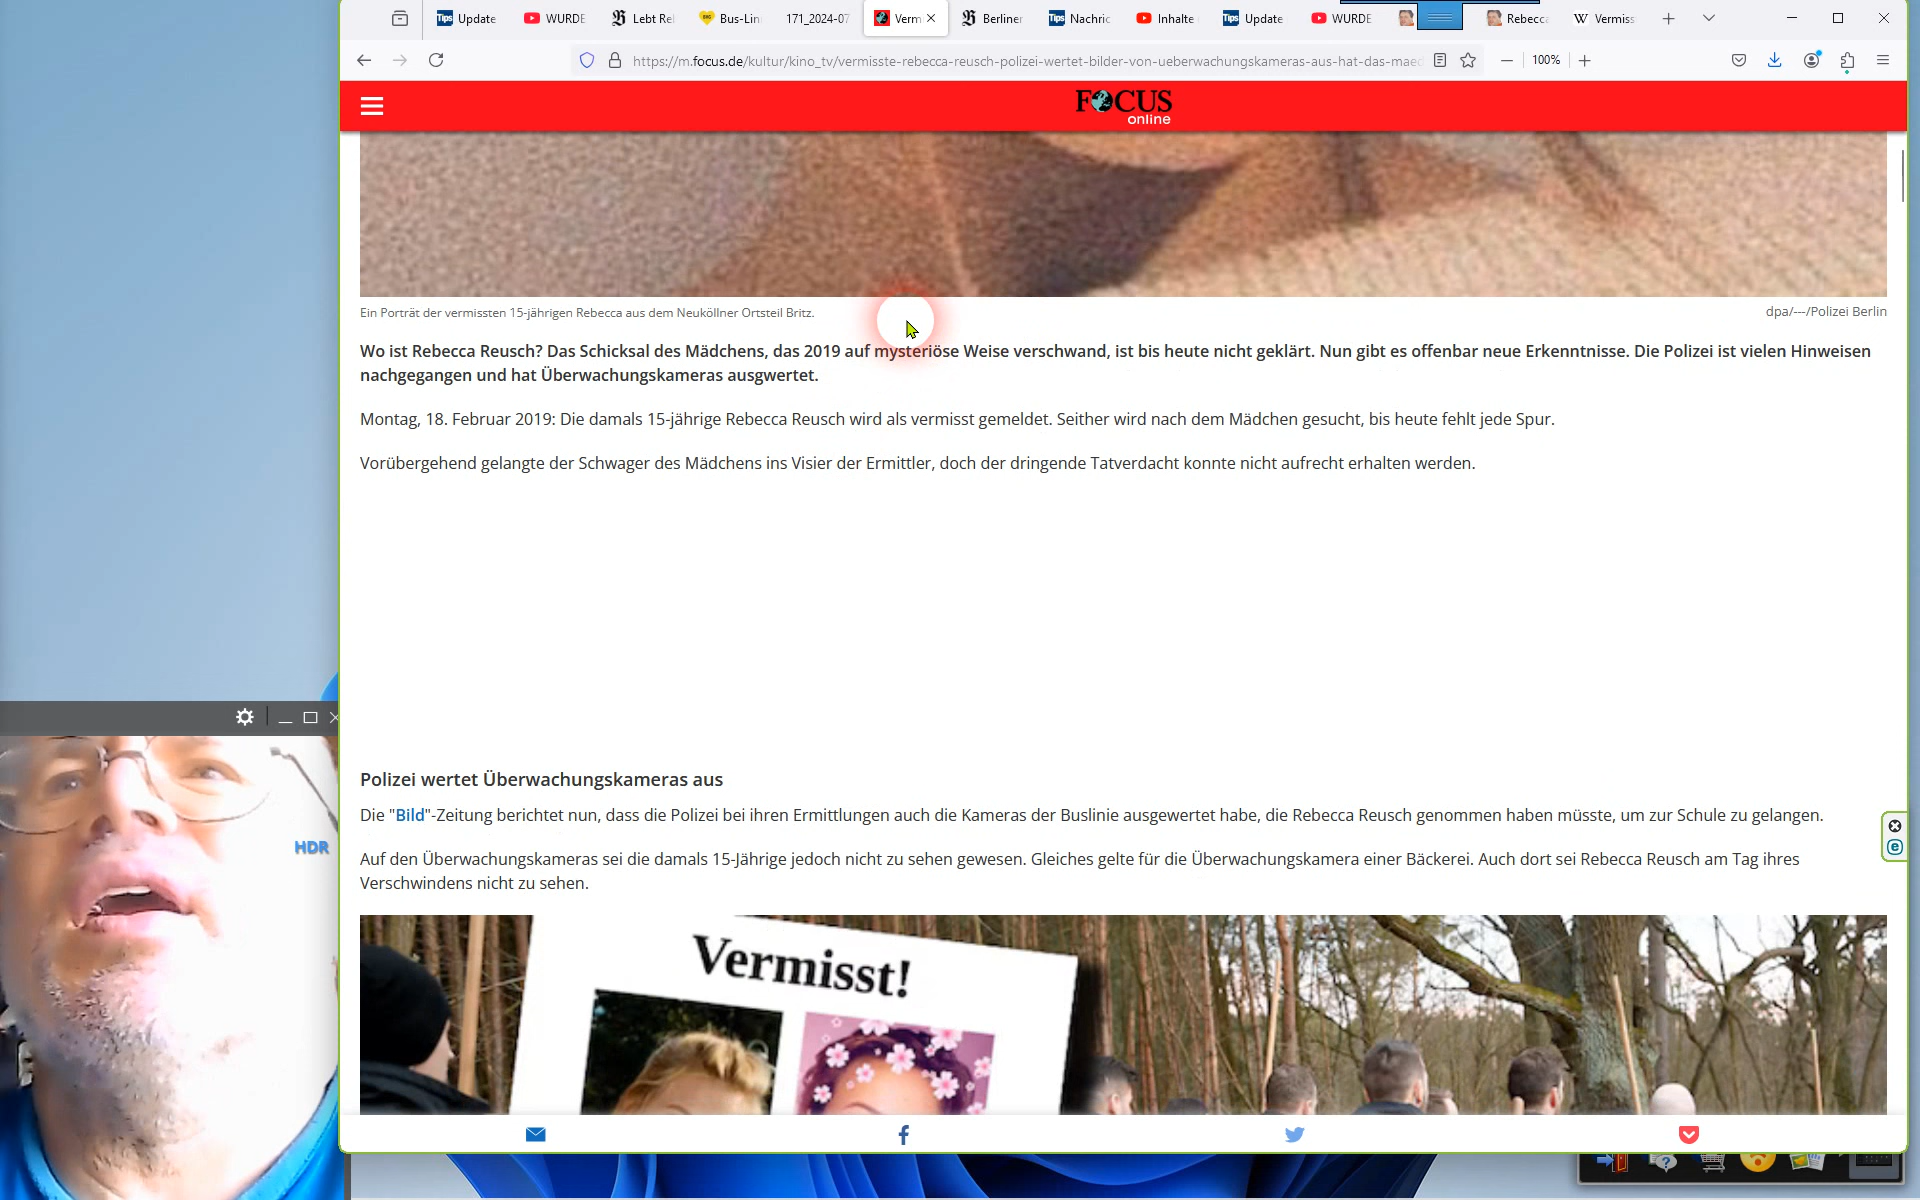 Update
WURDE
Lebt Re
Bus-Lin
171_2024-07
Verm
Berliner
Nachric
Inhalte
Update
WURDE
Rebecca
Vermiss
https://m.focus.de/kultur/kino_tv/vermisste-rebecca-reusch-polizei-wertet-bilder-von-ueberwachungskameras-aus-hat-das-maed
100%
FOCUS
online
Ein Porträt der vermissten 15-jährigen Rebecca aus dem Neuköllner Ortsteil Britz.
dpa/---/Polizei Berlin
Wo ist Rebecca Reusch? Das Schicksal des Mädchens, das 2019 auf mysteriöse Weise verschwand, ist bis heute nicht geklärt. Nun gibt es offenbar neue Erkenntnisse. Die Polizei ist vielen Hinweisen
nachgegangen und hat Überwachungskameras ausgwertet.
Montag, 18. Februar 2019: Die damals 15-jährige Rebecca Reusch wird als vermisst gemeldet. Seither wird nach dem Mädchen gesucht, bis heute fehlt jede Spur.
Vorübergehend gelangte der Schwager des Mädchens ins Visier der Ermittler, doch der dringende Tatverdacht konnte nicht aufrecht erhalten werden.
Polizei wertet Überwachungskameras aus
Die "Bild"-Zeitung berichtet nun, dass die Polizei bei ihren Ermittlungen auch die Kameras der Buslinie ausgewertet habe, die Rebecca Reusch genommen haben müsste, um zur Schule zu gelangen.
HDR
Auf den Überwachungskameras sei die damals 15-Jährige jedoch nicht zu sehen gewesen. Gleiches gelte für die Überwachungskamera einer Bäckerei. Auch dort sei Rebecca Reusch am Tag ihres
Verschwindens nicht zu sehen.
Vermisst!